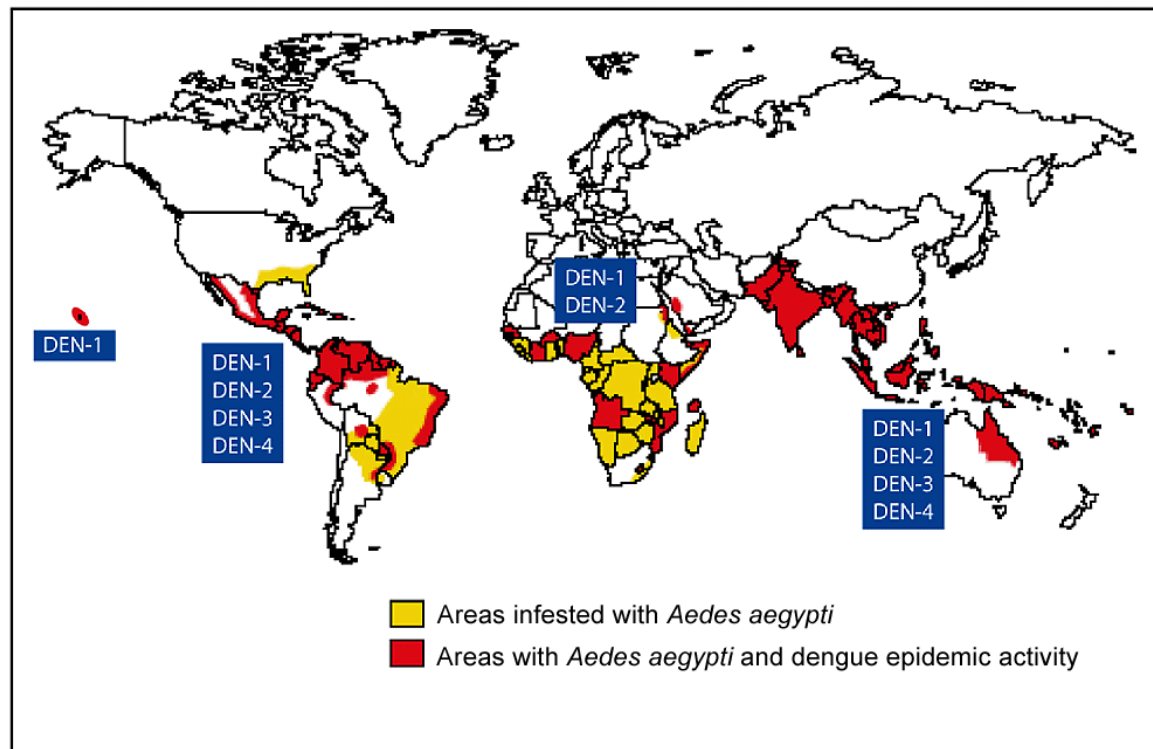 DEN-1
DEN-2
DEN-1
DEN-1
DEN-2
DEN-3
DEN-4
DEN-1
DEN-2
DEN-3
DEN-4
Areas infested with Aedes aegypti
Areas with Aedes aegypti and dengue epidemic activity